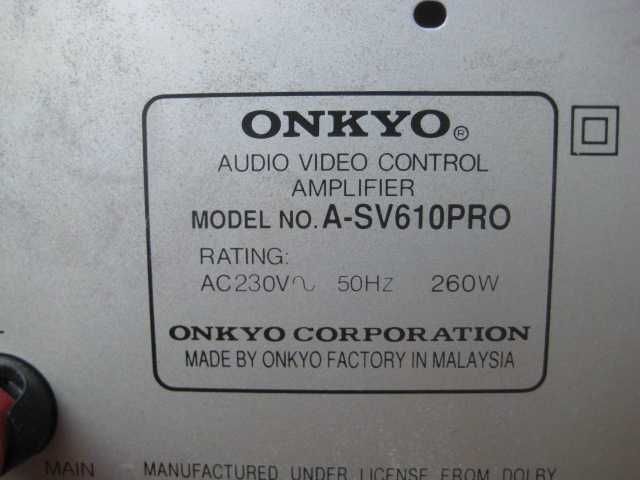 ONKYO®
AUDIO VIDEO CONTROL
AMPLIFIER
MODEL NO. A-SV610PRO
RATING:
AC230V∿ 50Hz 260W
ONKYO CORPORATION
MADE BY ONKYO FACTORY IN MALAYSIA
MAIN MANUFACTURED UNDER LICENSE FROM DOLBY